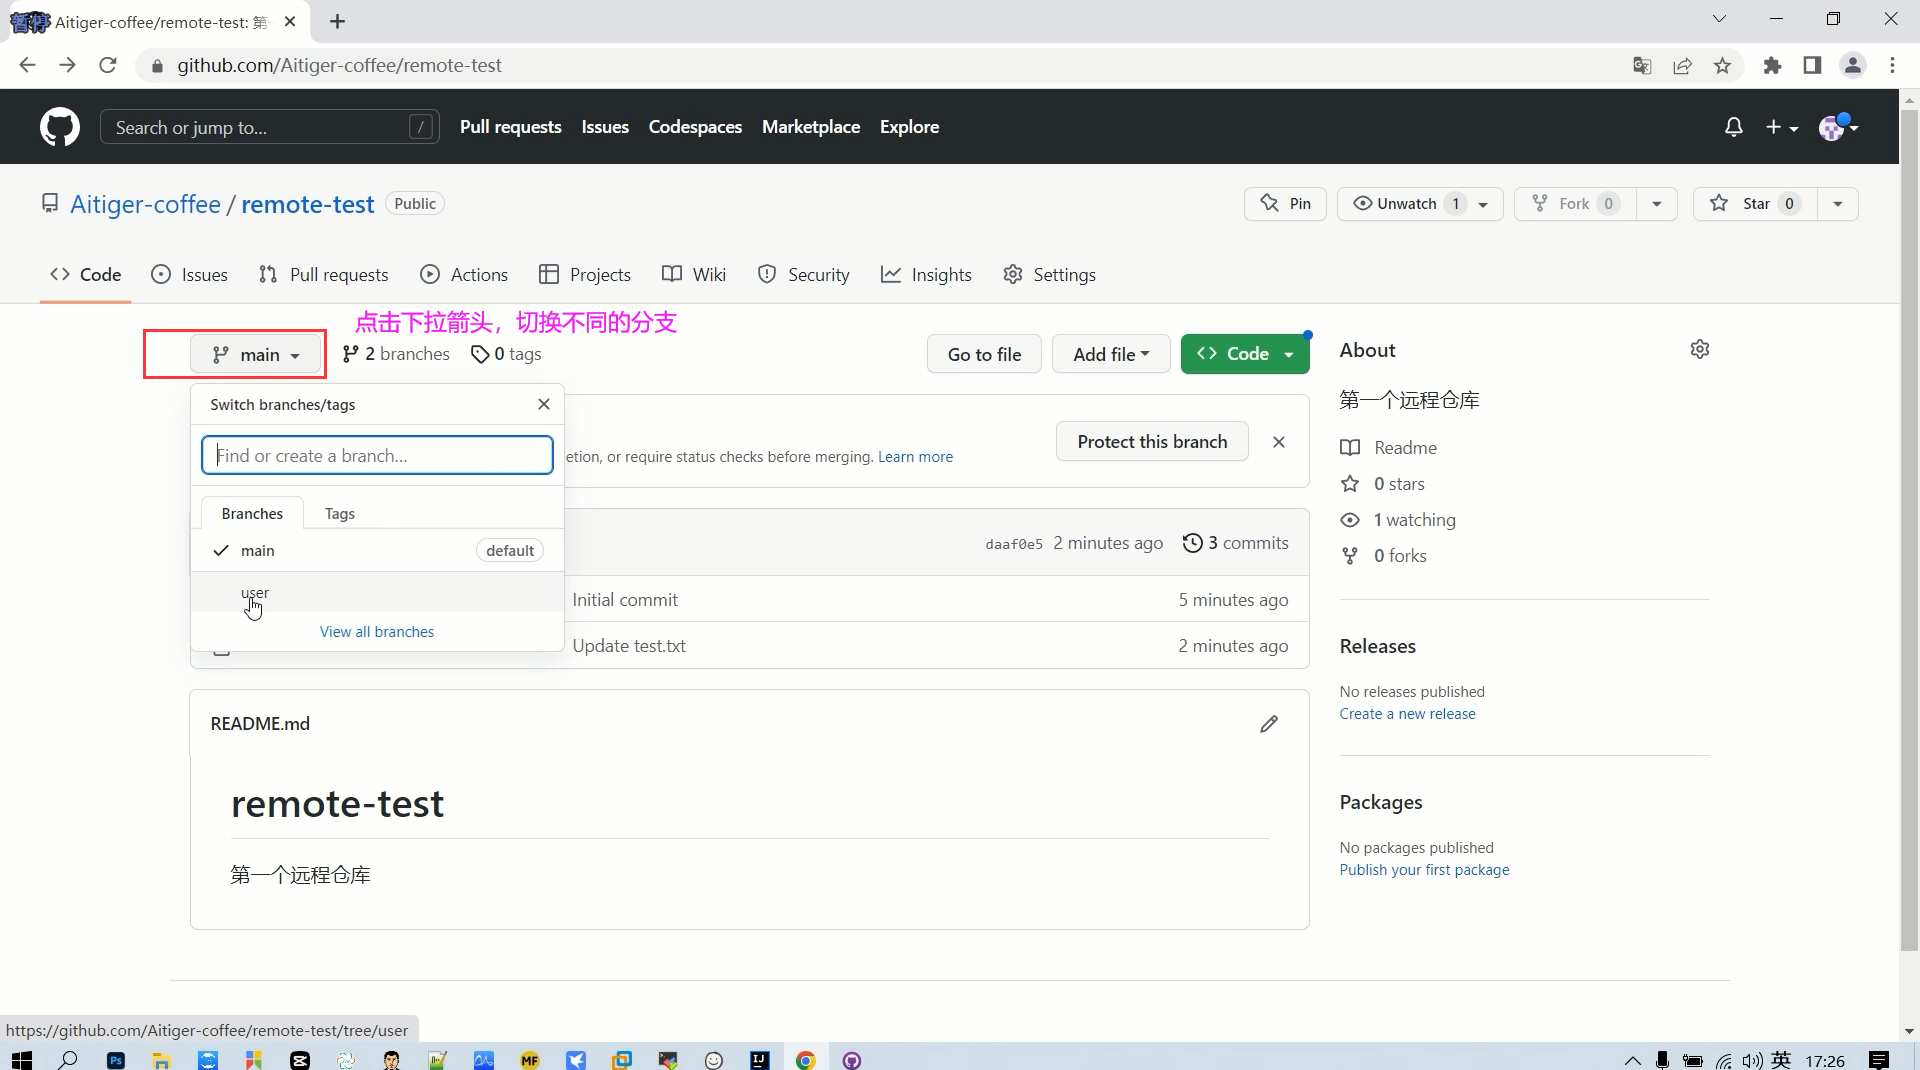 暂停 Aitiger-coffee/remote-test: 第
github.com/Aitiger-coffee/remote-test
Search or jump to... /
Pull requests Issues Codespaces Marketplace Explore
Aitiger-coffee / remote-test Public
Pin Unwatch 1 Fork 0 Star 0
Code Issues Pull requests Actions Projects Wiki Security Insights Settings
点击下拉箭头，切换不同的分支
main 2 branches 0 tags
Go to file Add file Code
About
第一个远程仓库
Readme
0 stars
1 watching
0 forks
Switch branches/tags
Find or create a branch...
Branches Tags
main default
user
View all branches
Protect this branch
etion, or require status checks before merging. Learn more
daaf0e5 2 minutes ago 3 commits
Initial commit 5 minutes ago
Update test.txt 2 minutes ago
Releases
No releases published
Create a new release
README.md
remote-test
第一个远程仓库
Packages
No packages published
Publish your first package
https://github.com/Aitiger-coffee/remote-test/tree/user
Ps MF IJ 英 17:26